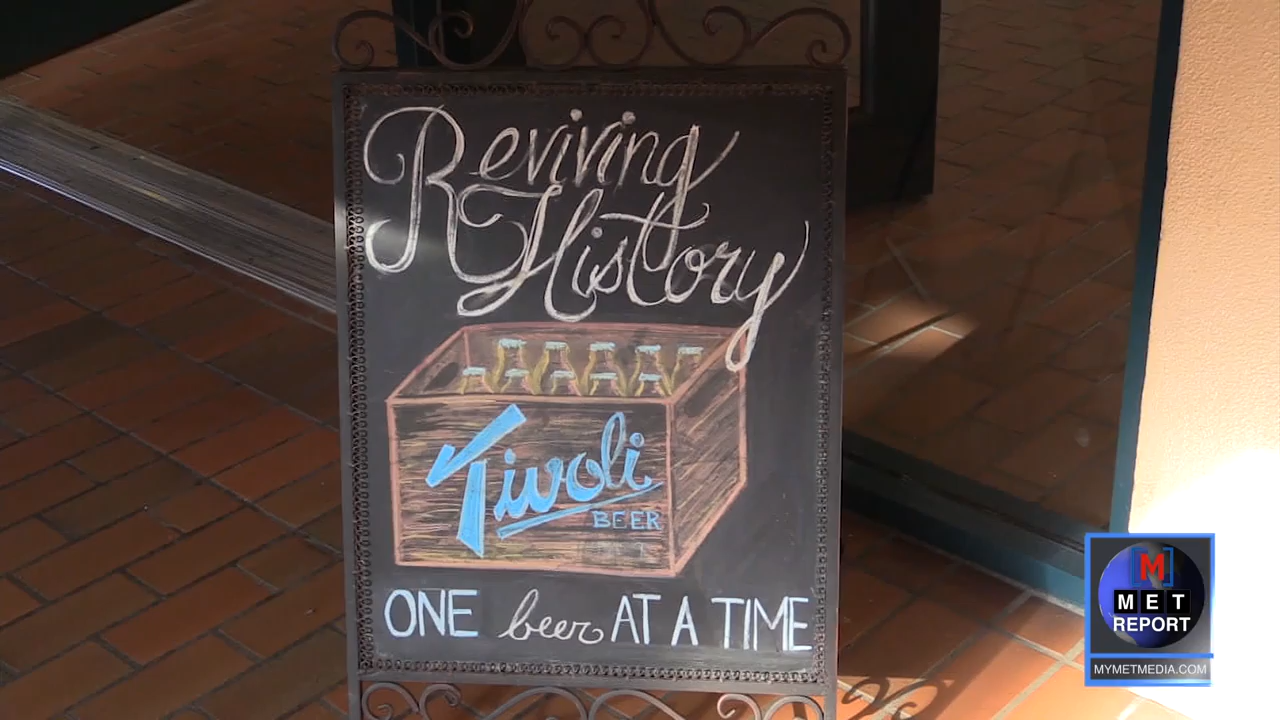 Reviving
History
Tivoli
BEER
ONE beer AT A TIME
[M]
MET
REPORT
MYMETMEDIA.COM